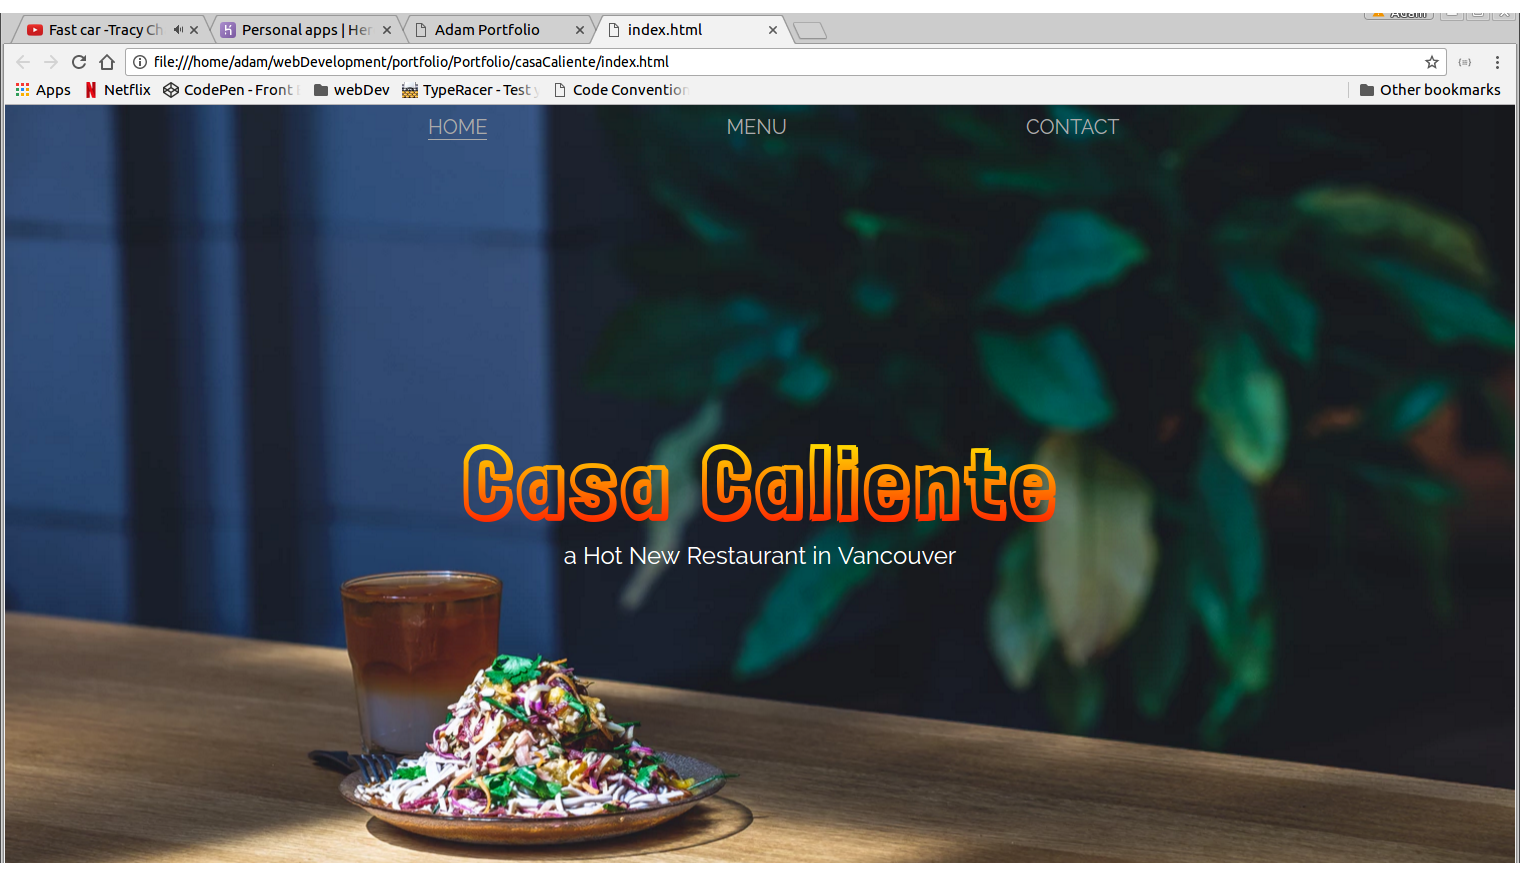 Fast car -Tracy Ch
Personal apps | Her
Adam Portfolio
index.html
Adam
file:///home/adam/webDevelopment/portfolio/Portfolio/casaCaliente/index.html
Apps
Netflix
CodePen - Front
webDev
TypeRacer - Test y
Code Convention
Other bookmarks
HOME
MENU
CONTACT
Casa Caliente
a Hot New Restaurant in Vancouver